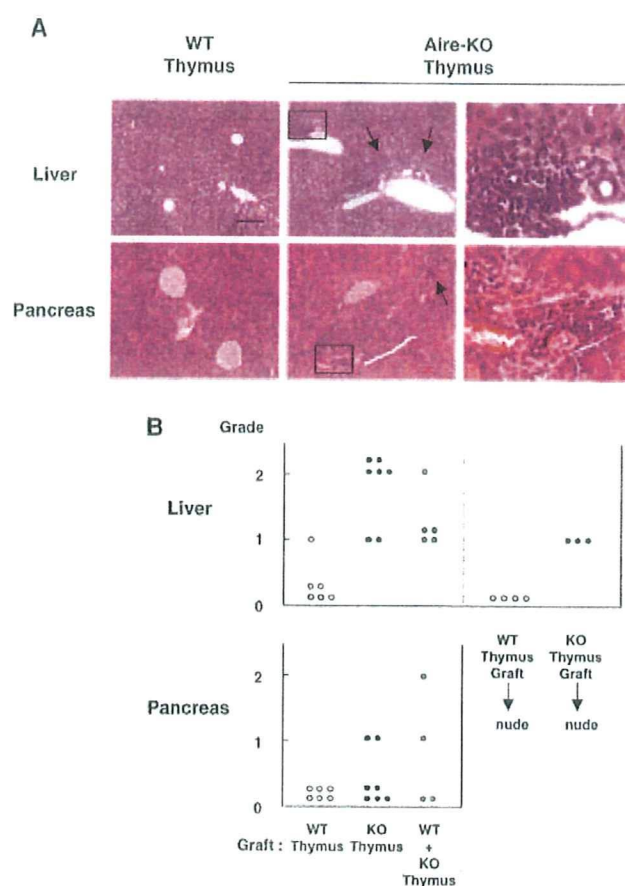 A
WT
Thymus
Aire-KO
Thymus
Liver
Pancreas
B
Grade
Liver
2
1
0
WT
Thymus
Graft
nude
KO
Thymus
Graft
nude
Pancreas
2
1
0
Graft :
WT
Thymus
KO
Thymus
WT
+
KO
Thymus